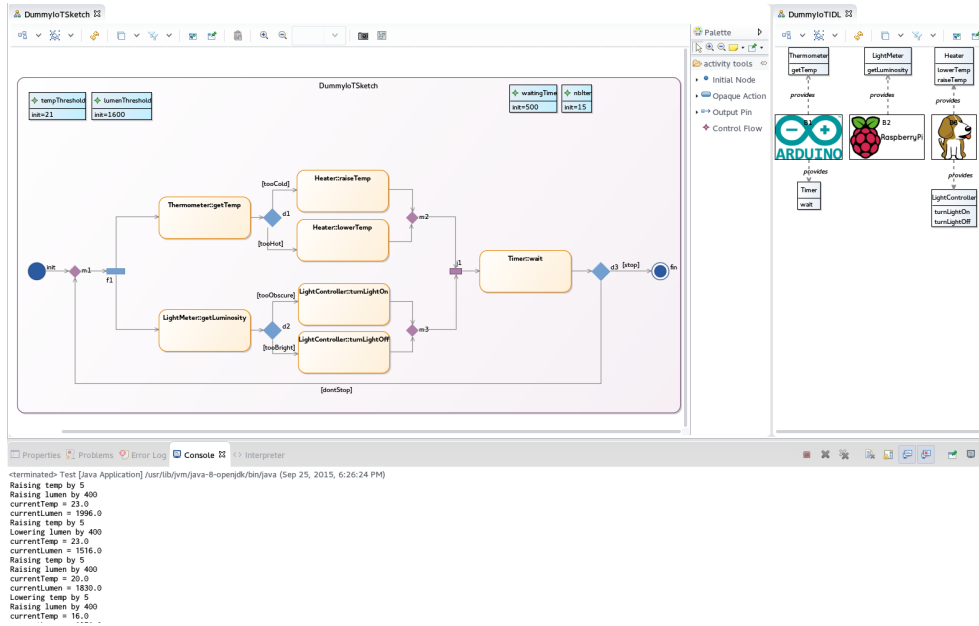 DummyIoTSketch
DummyIoTIDL
Palette
activity tools
Initial Node
Opaque Action
Output Pin
Control Flow
DummyIoTSketch
tempThreshold
init=21
lumenThreshold
init=1600
waitingTime
init=500
nbIter
init=15
[tooCold]
Heater::raiseTemp
Thermometer::getTemp
d1
m2
Heater::lowerTemp
[tooHot]
init
m1
f1
j1
Timer::wait
d3
[stop]
fin
[tooObscure]
LightController::turnLightOn
LightMeter::getLuminosity
d2
m3
[tooBright]
LightController::turnLightOff
[dontStop]
Thermometer
getTemp
LightMeter
getLuminosity
Heater
lowerTemp
raiseTemp
provides
provides
provides
B1
ARDUINO
B2
RaspberryPi
provides
provides
Timer
wait
LightController
turnLightOn
turnLightOff
Properties
Problems
Error Log
Console
Interpreter
<terminated> Test [Java Application] /usr/lib/jvm/java-8-openjdk/bin/java (Sep 25, 2015, 6:26:24 PM)
Raising temp by 5
Raising lumen by 400
currentTemp = 23.0
currentLumen = 1996.0
Raising temp by 5
Lowering lumen by 400
currentTemp = 23.0
currentLumen = 1516.0
Raising temp by 5
Raising lumen by 400
currentTemp = 20.0
currentLumen = 1830.0
Lowering temp by 5
Raising lumen by 400
currentTemp = 16.0